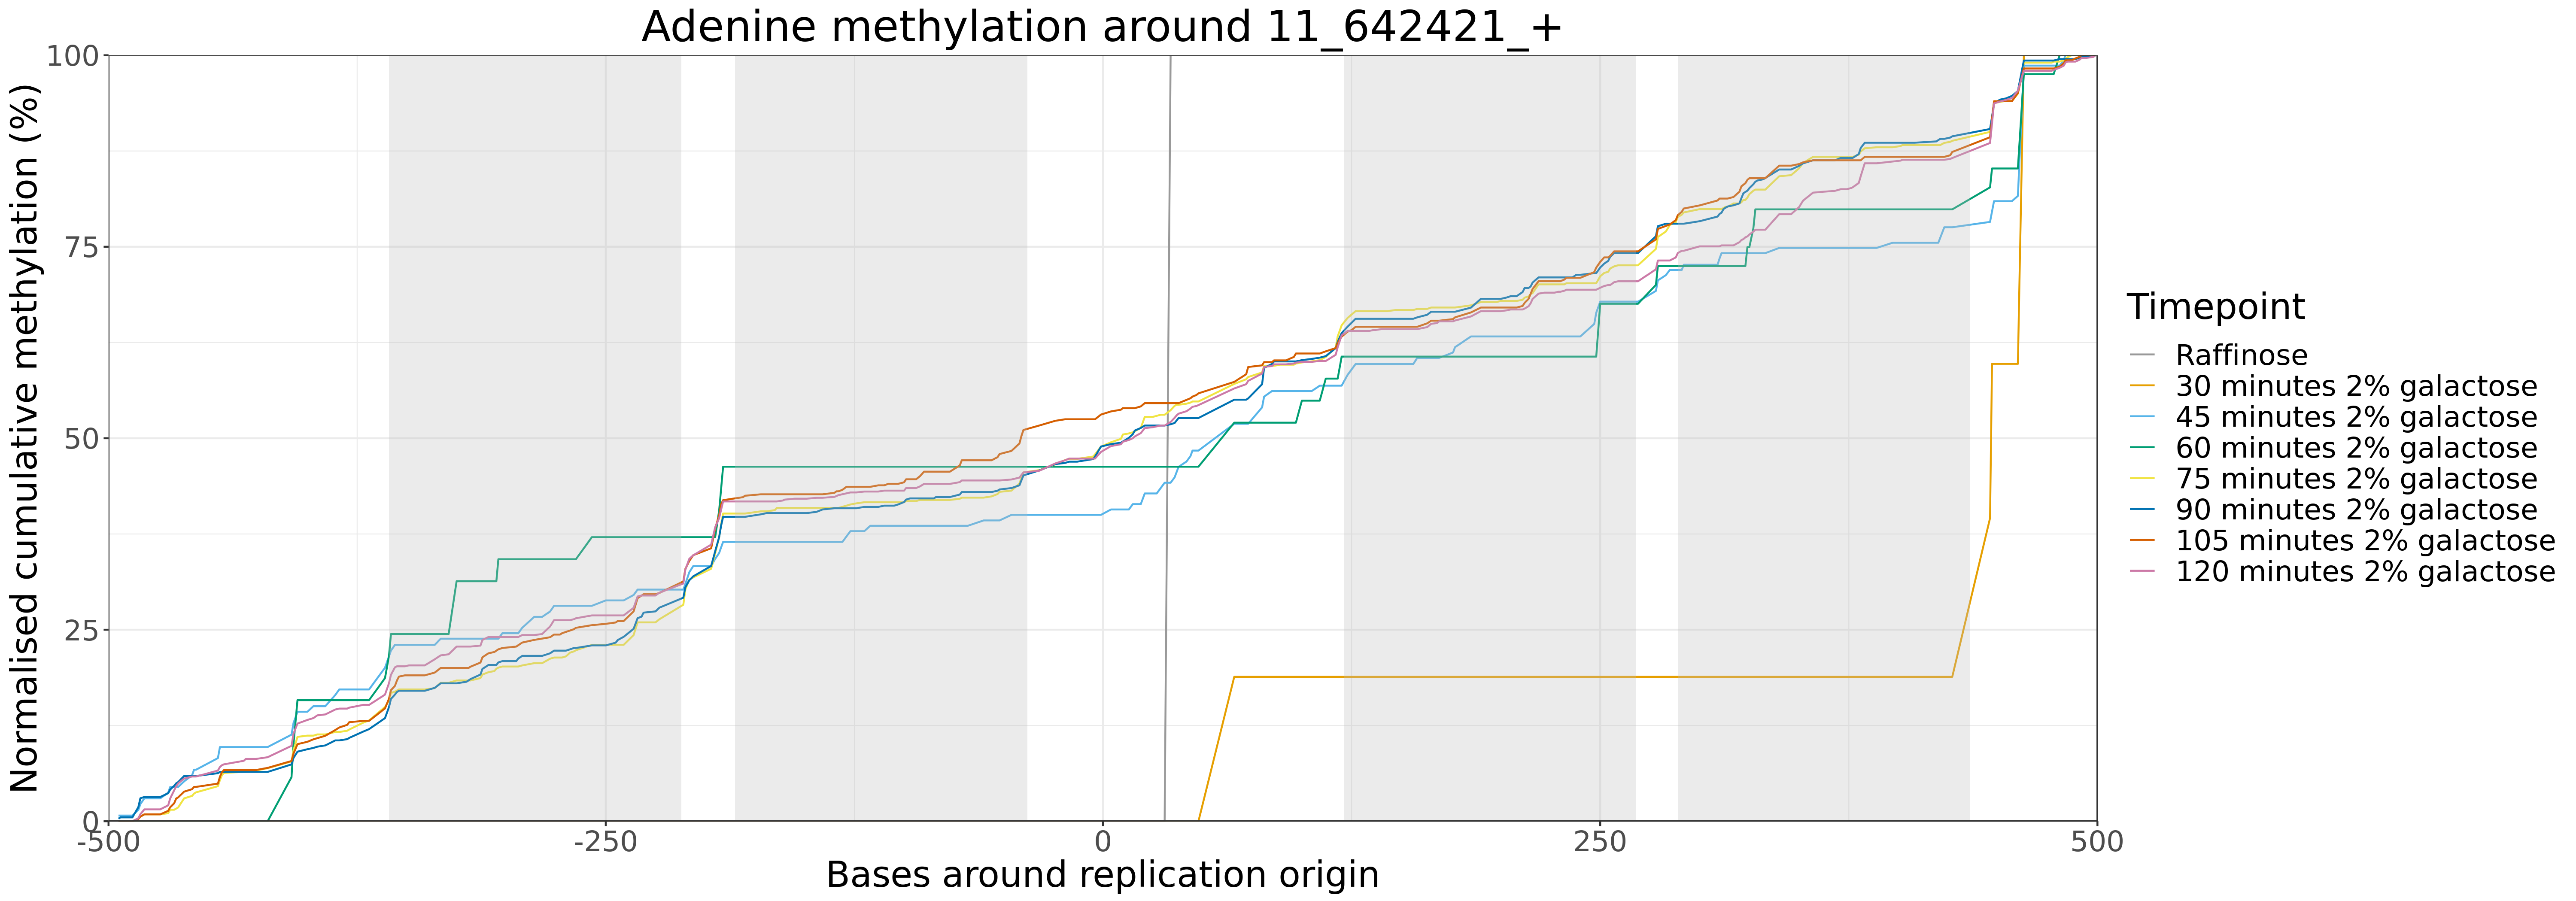 Adenine methylation around 11_642421_+
Normalised cumulative methylation (%)
100
75
50
25
0
-500
-250
0
250
500
Bases around replication origin
Timepoint
Raffinose
30 minutes 2% galactose
45 minutes 2% galactose
60 minutes 2% galactose
75 minutes 2% galactose
90 minutes 2% galactose
105 minutes 2% galactose
120 minutes 2% galactose